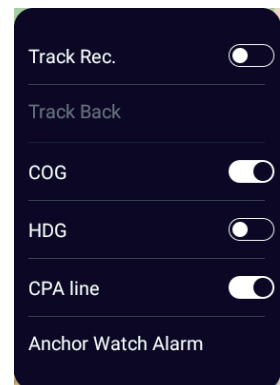 Track Rec.
Track Back
COG
HDG
CPA line
Anchor Watch Alarm